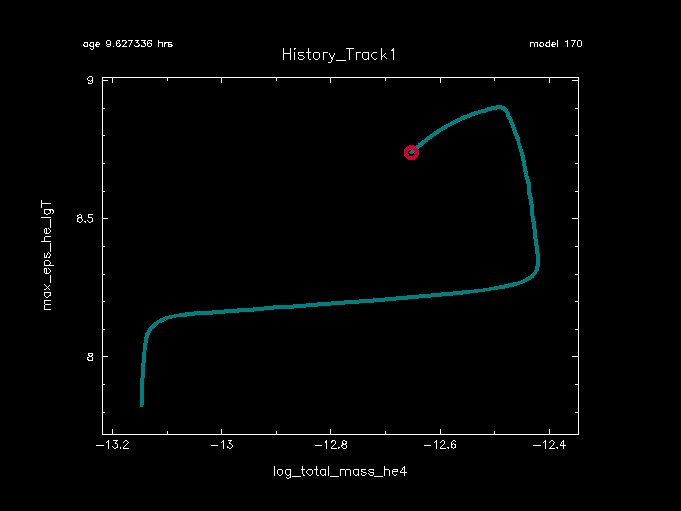 age 9.627336 hrs
model 170
History_Track1
9
8.5
8
max_eps_he_lgT
-13.2
-13
-12.8
-12.6
-12.4
log_total_mass_he4